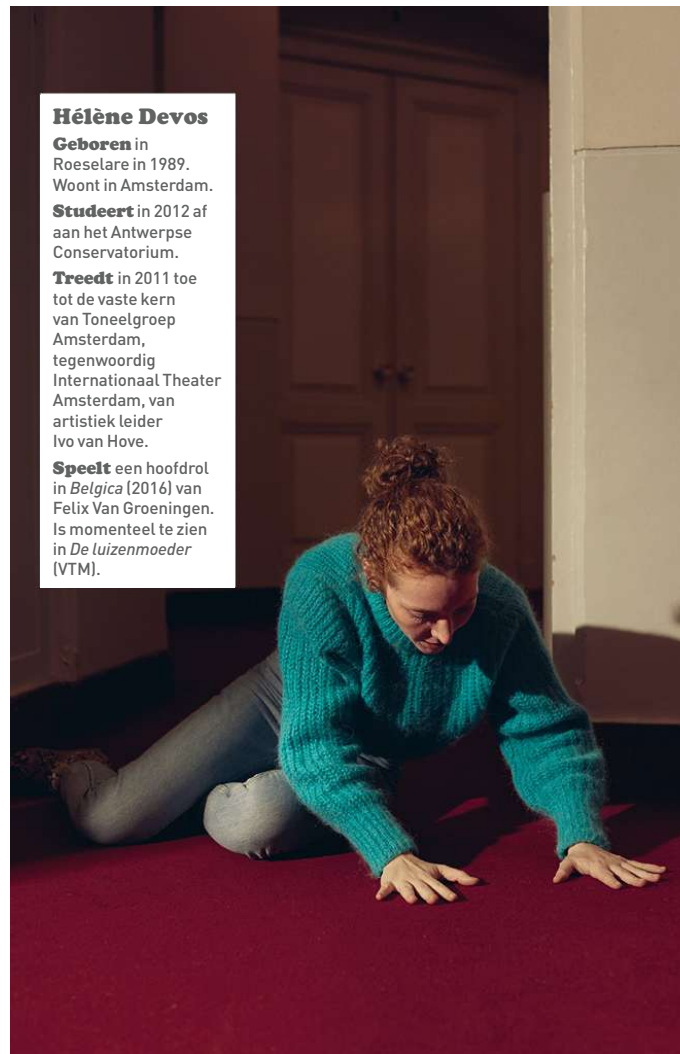 Hélène Devos
Geboren in
Roeselare in 1989.
Woont in Amsterdam.
Studeert in 2012 af
aan het Antwerpse
Conservatorium.
Treedt in 2011 toe
tot de vaste kern
van Toneelgroep
Amsterdam,
tegenwoordig
Internationaal Theater
Amsterdam, van
artistiek leider
Ivo van Hove.
Speelt een hoofdrol
in Belgica (2016) van
Felix Van Groeningen.
Is momenteel te zien
in De luizenmoeder
(VTM).